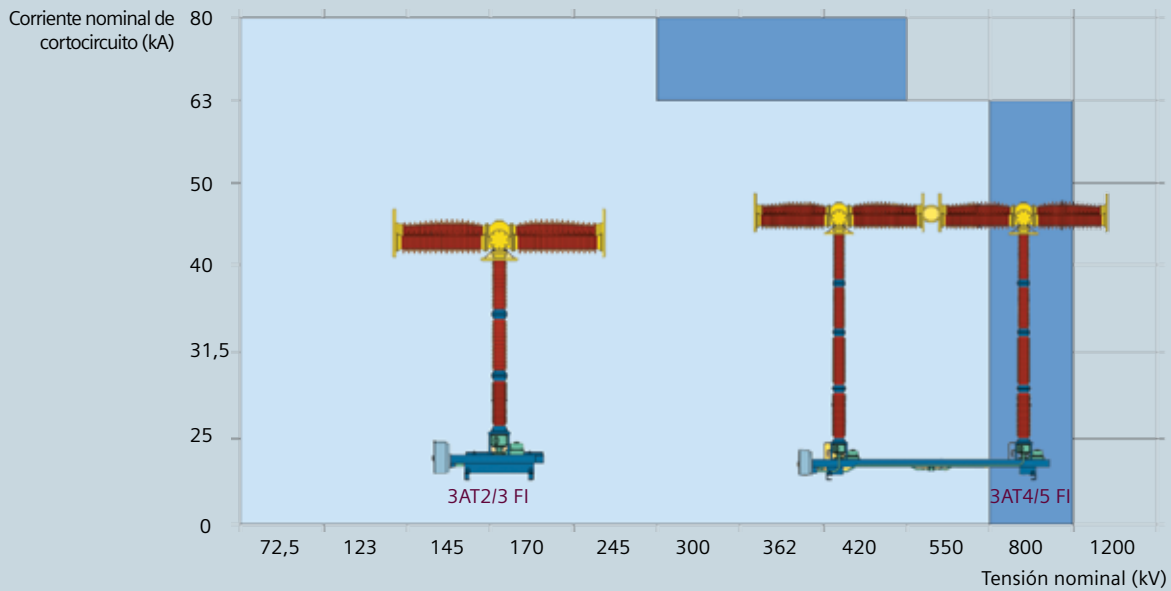 Corriente nominal de
cortocircuito (kA)
80
63
50
40
31,5
25
0
3AT2/3 FI
3AT4/5 FI
72,5 123 145 170 245 300 362 420 550 800 1200
Tensión nominal (kV)